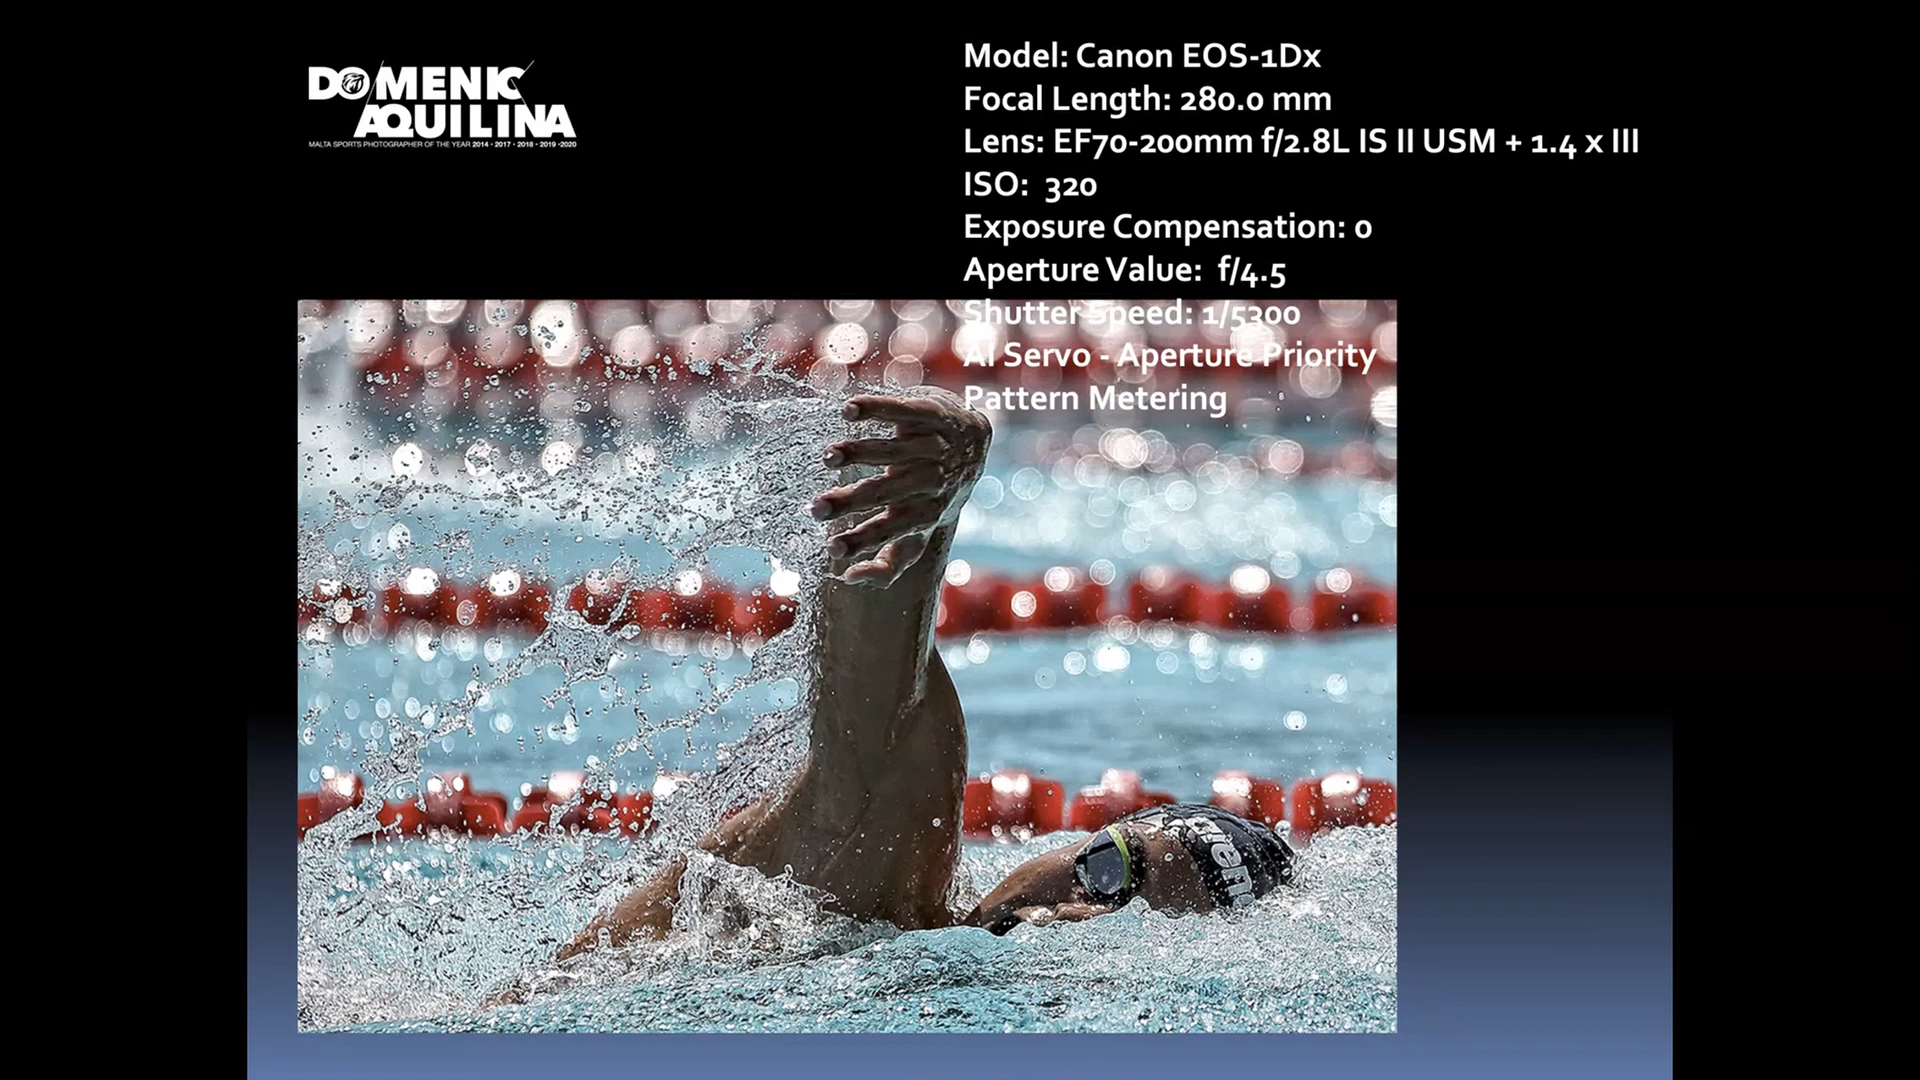 DOMENIC
AQUILINA
MALTA SPORTS PHOTOGRAPHER OF THE YEAR 2014 • 2017 • 2018 • 2019 •2020
Model: Canon EOS-1Dx
Focal Length: 280.0 mm
Lens: EF70-200mm f/2.8L IS II USM + 1.4 x III
ISO: 320
Exposure Compensation: 0
Aperture Value: f/4.5
Shutter Speed: 1/5300
AI Servo - Aperture Priority
Pattern Metering
arena